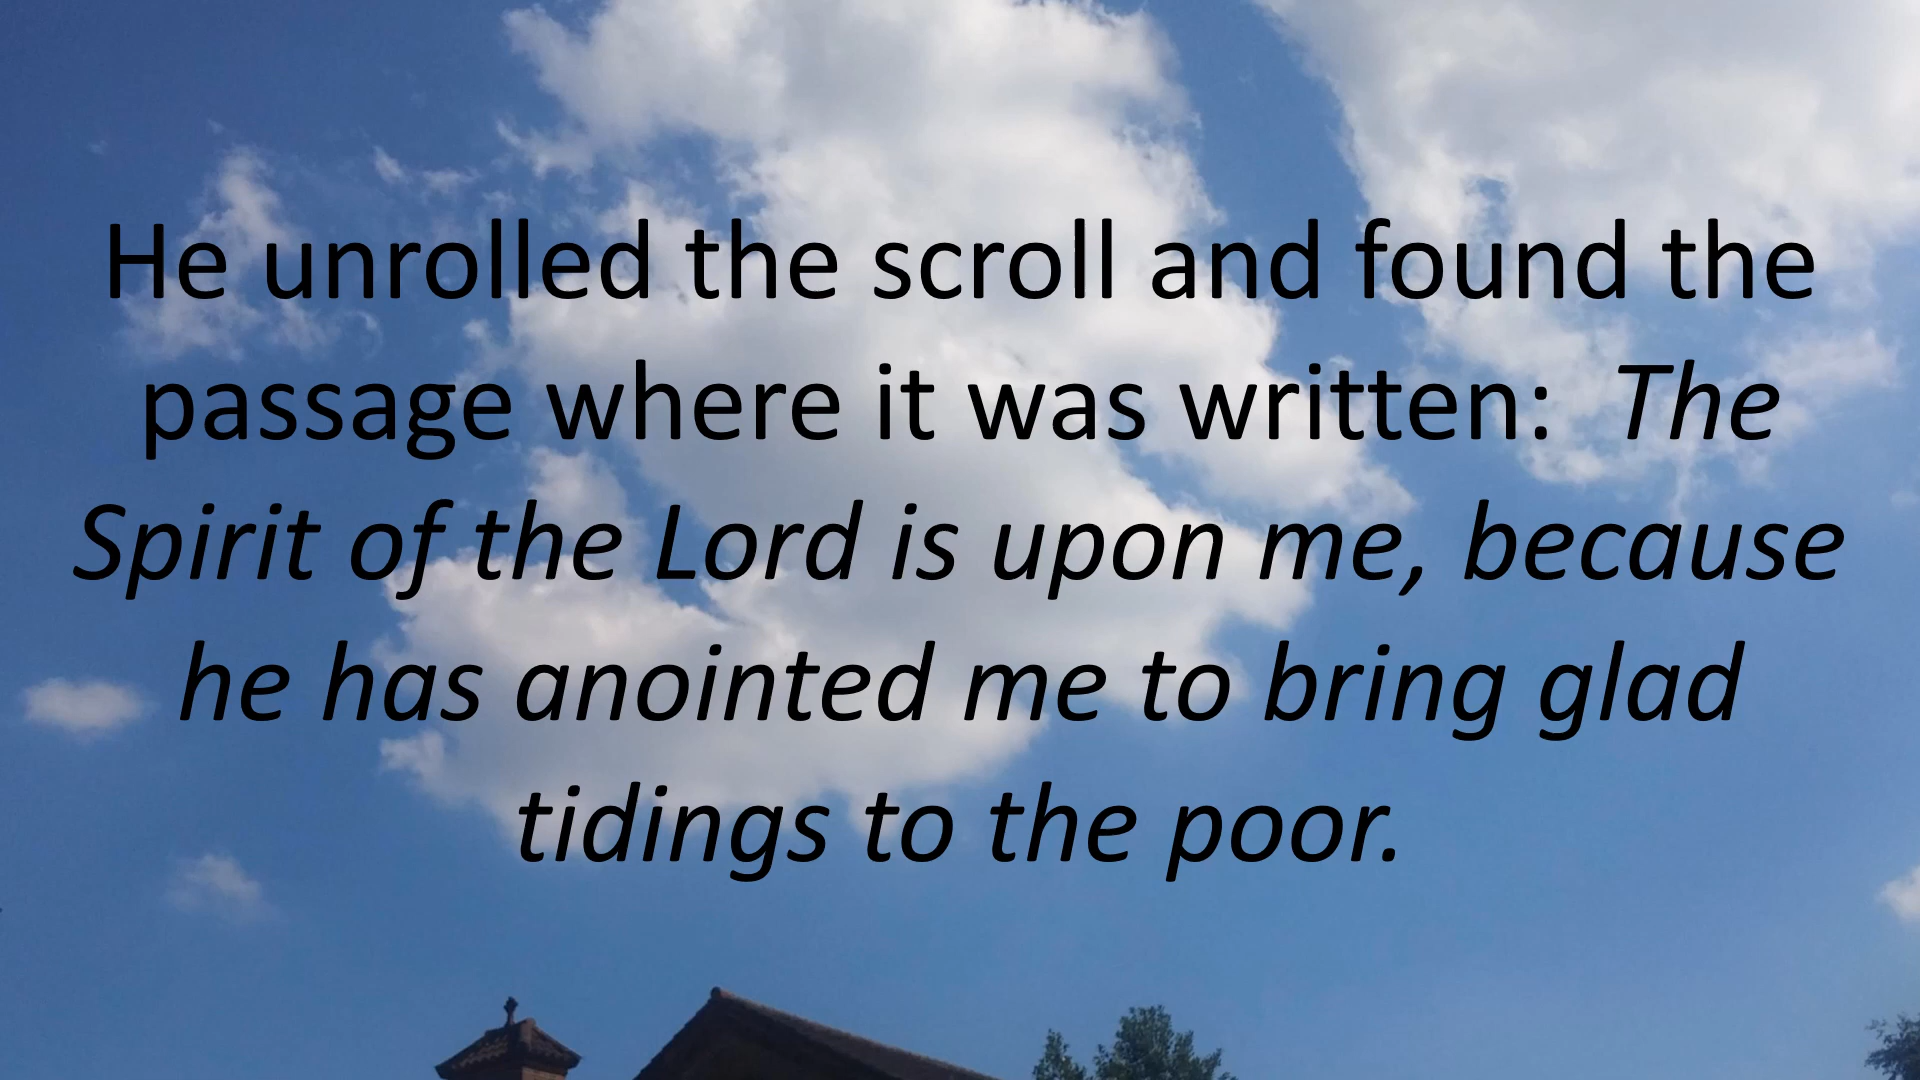 He unrolled the scroll and found the
passage where it was written:  The
Spirit of the Lord is upon me, because
he has anointed me to bring glad
tidings to the poor.